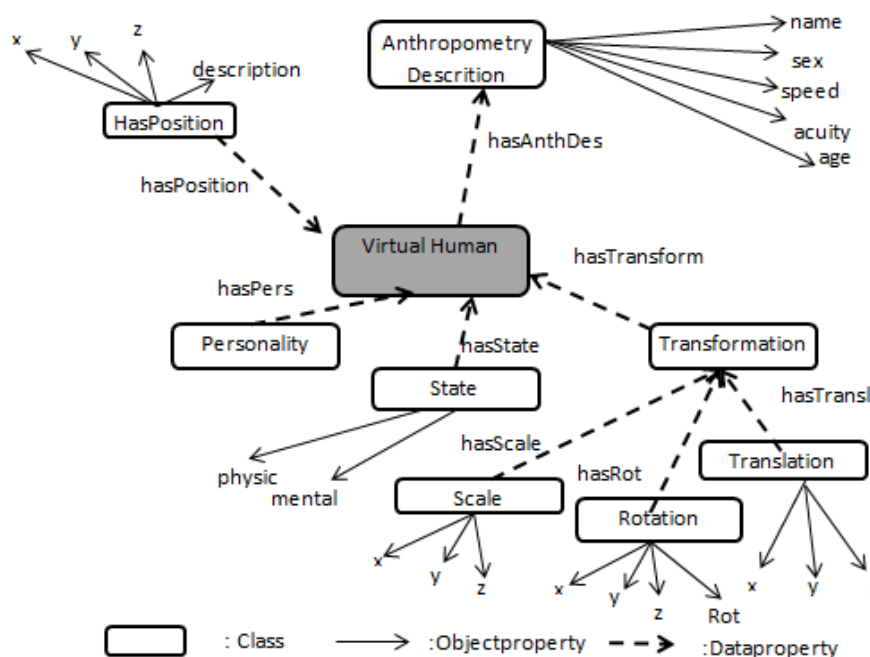 name
x
y
z
Anthropometry
Descrition
sex
description
speed
HasPosition
acuity
hasAnthDes
age
hasPosition
Virtual Human
hasTransform
hasPers
Personality
hasState
Transformation
State
hasTransl
hasScale
physic
mental
hasRot
Translation
Scale
Rotation
x
y
z
x
y
z
Rot
x
y
: Class
:Objectproperty
:Dataproperty